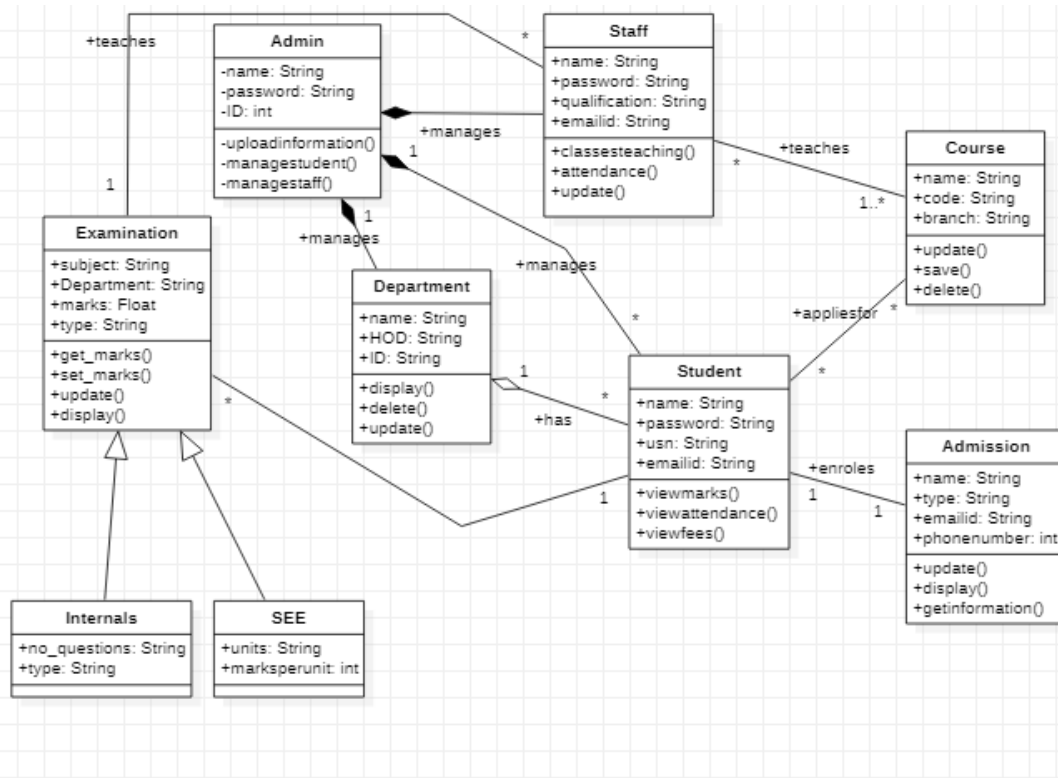 +teaches
1
*
Admin
-name: String
-password: String
-ID: int
-uploadinformation()
-managestudent()
-managestaff()
+manages
1
+manages
*
1
+manages
Staff
+name: String
+password: String
+qualification: String
+emailid: String
+classesteaching()
+attendance()
+update()
*
+teaches
1..*
Course
+name: String
+code: String
+branch: String
+update()
+save()
+delete()
+appliesfor
*
*
Examination
+subject: String
+Department: String
+marks: Float
+type: String
+get_marks()
+set_marks()
+update()
+display()
*
1
Department
+name: String
+HOD: String
+ID: String
+display()
+delete()
+update()
1
*
+has
Student
+name: String
+password: String
+usn: String
+emailid: String
+viewmarks()
+viewattendance()
+viewfees()
+enroles
1
1
Admission
+name: String
+type: String
+emailid: String
+phonenumber: int
+update()
+display()
+getinformation()
Internals
+no_questions: String
+type: String
SEE
+units: String
+marksperunit: int